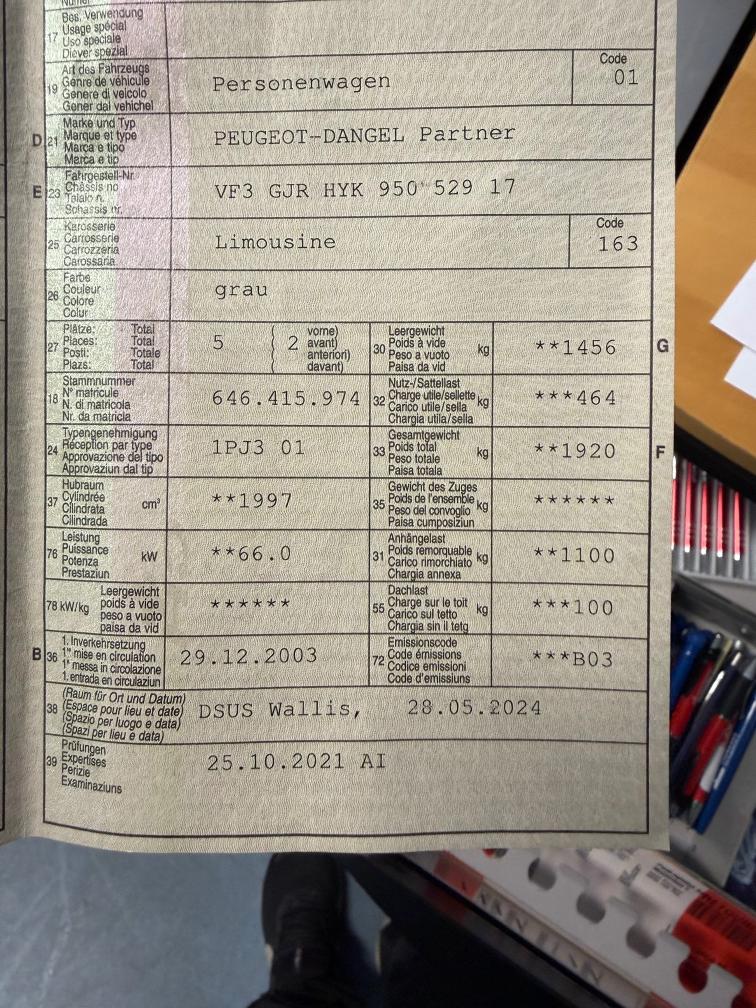 17 Bes. Verwendung
Usage spécial
Uso speciale
Diever spezial
19 Art des Fahrzeugs
Genre de véhicule
Genere di veicolo
Gener dal vehichel
Personenwagen
Code
01
D 21 Marke und Typ
Marque et type
Marca e tipo
Marca e tip
PEUGEOT-DANGEL Partner
E 23 Fahrgestell-Nr.
Châssis no
Telaio n.
Schassis nr.
VF3 GJR HYK 950 529 17
25 Karosserie
Carrosserie
Carrozzeria
Carossaria
Limousine
Code
163
26 Farbe
Couleur
Colore
Colur
grau
27 Plätze: Total
Places: Total
Posti: Totale
Plazs: Total
5 ( 2 vorne)
avant)
anteriori)
davant)
30 Leergewicht
Poids à vide
Peso a vuoto
Paisa da vid
kg
**1456
G
18 Stammnummer
N° matricule
N. di matricola
Nr. da matricla
646.415.974
32 Nutz-/Sattellast
Charge utile/sellette
Carico utile/sella
Chargia utila/sella
kg
***464
24 Typengenehmigung
Réception par type
Approvazione del tipo
Approvaziun dal tip
1PJ3 01
33 Gesamtgewicht
Poids total
Peso totale
Paisa totala
kg
**1920
F
37 Hubraum
Cylindrée
Cilindrata
Cilindrada
cm³
**1997
35 Gewicht des Zuges
Poids de l'ensemble
Peso del convoglio
Paisa cumposiziun
kg
******
76 Leistung
Puissance
Potenza
Prestaziun
kW
**66.0
31 Anhängelast
Poids remorquable
Carico rimorchiato
Chargia annexa
kg
**1100
78 kW/kg Leergewicht
poids à vide
peso a vuoto
paisa da vid
******
55 Dachlast
Charge sur le toit
Carico sul tetto
Chargia sin il tetg
kg
***100
B 36 1. Inverkehrsetzung
1re mise en circulation
1a messa in circolazione
1. entrada en circulaziun
29.12.2003
72 Emissionscode
Code émissions
Codice emissioni
Code d'emissiuns
***B03
38 (Raum für Ort und Datum)
(Espace pour lieu et date)
(Spazio per luogo e data)
(Spazi per lieu e data)
DSUS Wallis, 28.05.2024
39 Prüfungen
Expertises
Perizie
Examinaziuns
25.10.2021 AI